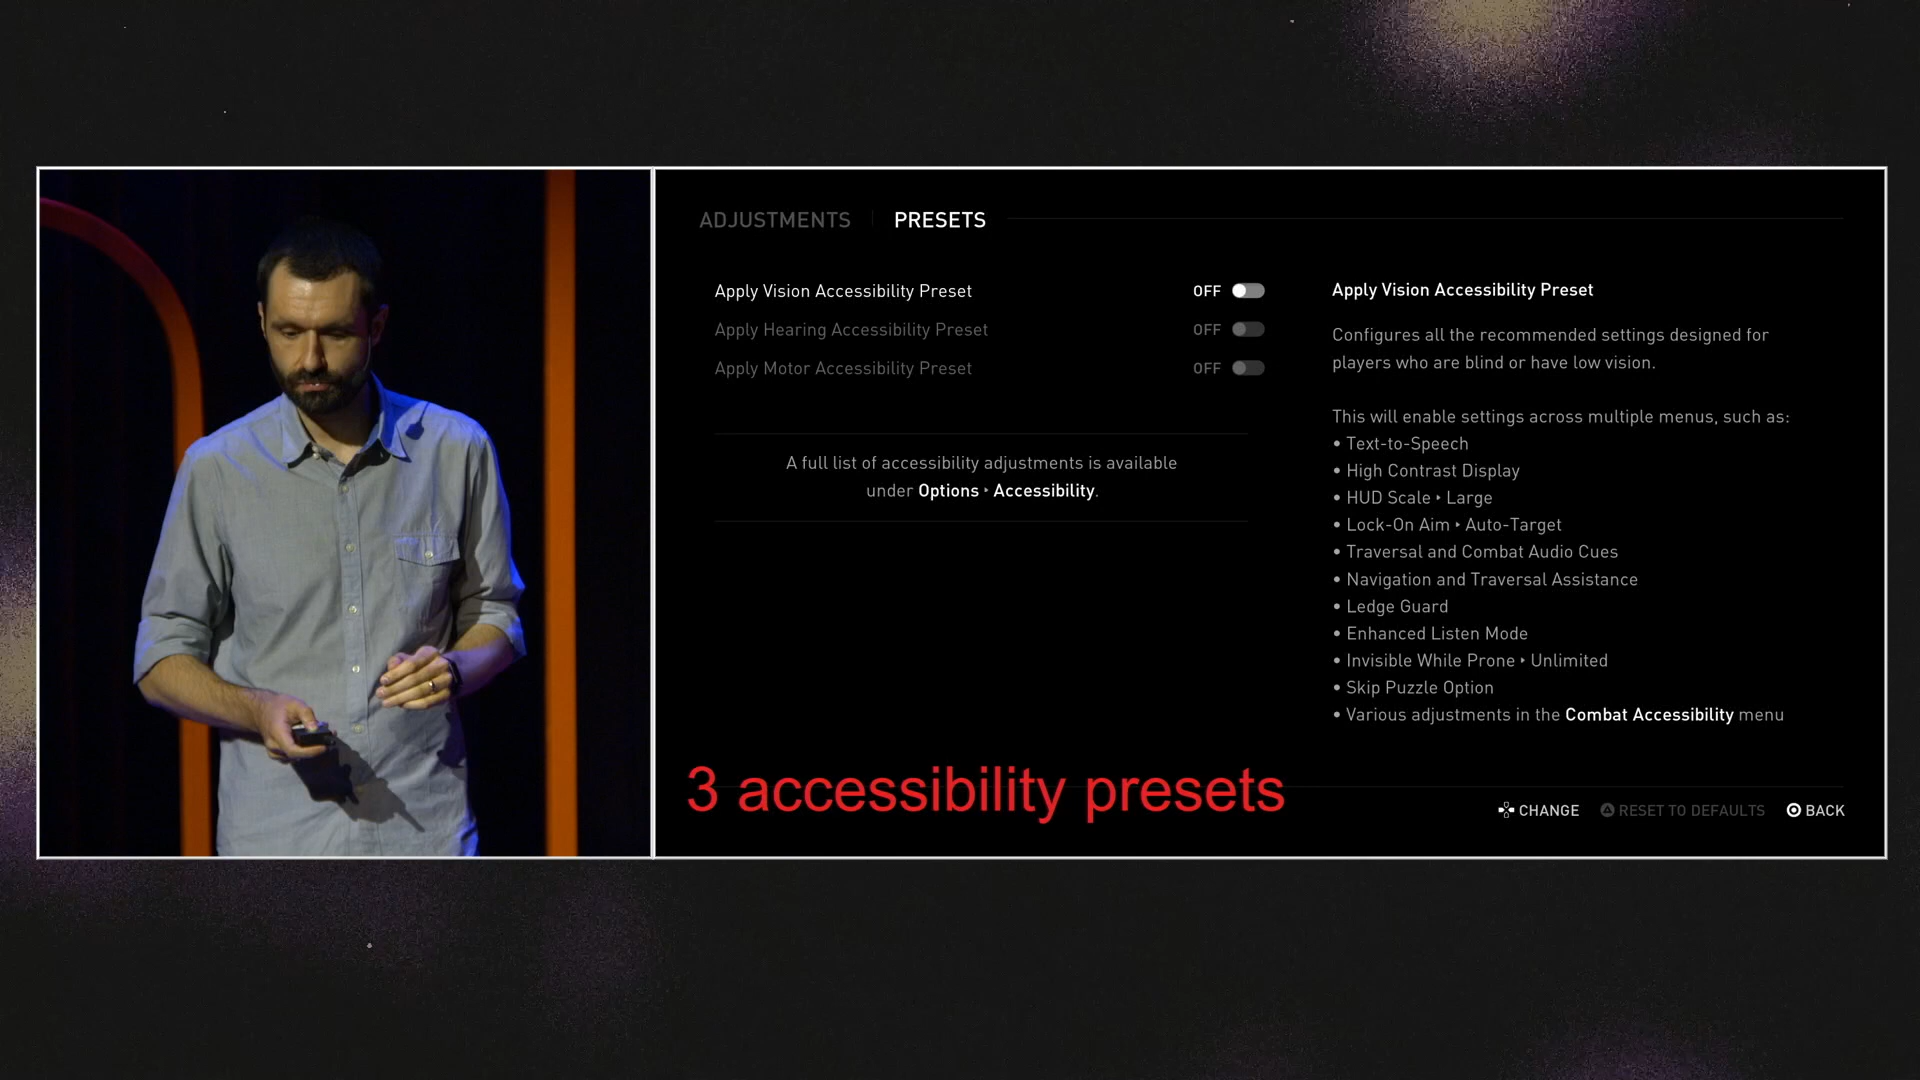 ADJUSTMENTS PRESETS
Apply Vision Accessibility Preset OFF
Apply Hearing Accessibility Preset OFF
Apply Motor Accessibility Preset OFF
A full list of accessibility adjustments is available
under Options ‣ Accessibility.
Apply Vision Accessibility Preset
Configures all the recommended settings designed for
players who are blind or have low vision.
This will enable settings across multiple menus, such as:
• Text-to-Speech
• High Contrast Display
• HUD Scale ‣ Large
• Lock-On Aim ‣ Auto-Target
• Traversal and Combat Audio Cues
• Navigation and Traversal Assistance
• Ledge Guard
• Enhanced Listen Mode
• Invisible While Prone ‣ Unlimited
• Skip Puzzle Option
• Various adjustments in the Combat Accessibility menu
3 accessibility presets
CHANGE RESET TO DEFAULTS BACK